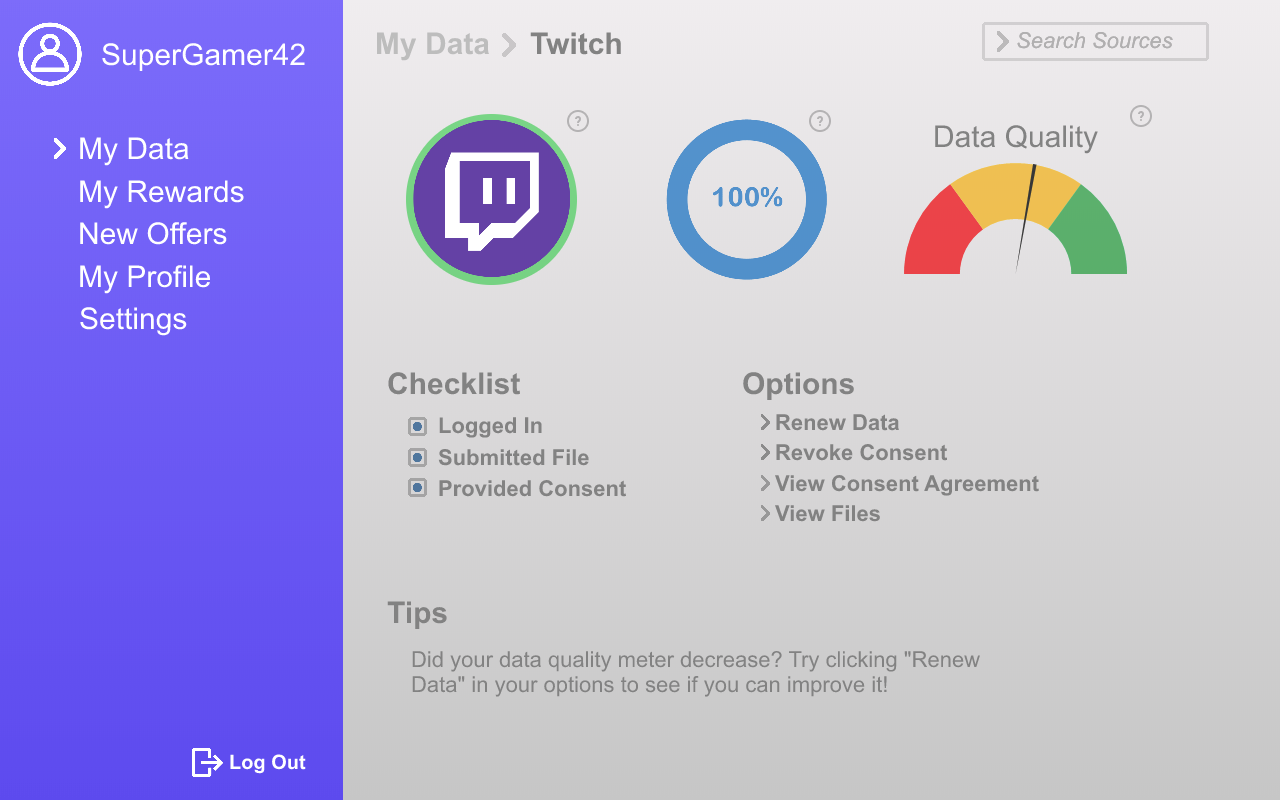 SuperGamer42
My Data
My Rewards
New Offers
My Profile
Settings
Log Out
My Data Twitch
Search Sources
?
100%
?
Data Quality
?
Checklist
Logged In
Submitted File
Provided Consent
Options
Renew Data
Revoke Consent
View Consent Agreement
View Files
Tips
Did your data quality meter decrease? Try clicking "Renew
Data" in your options to see if you can improve it!